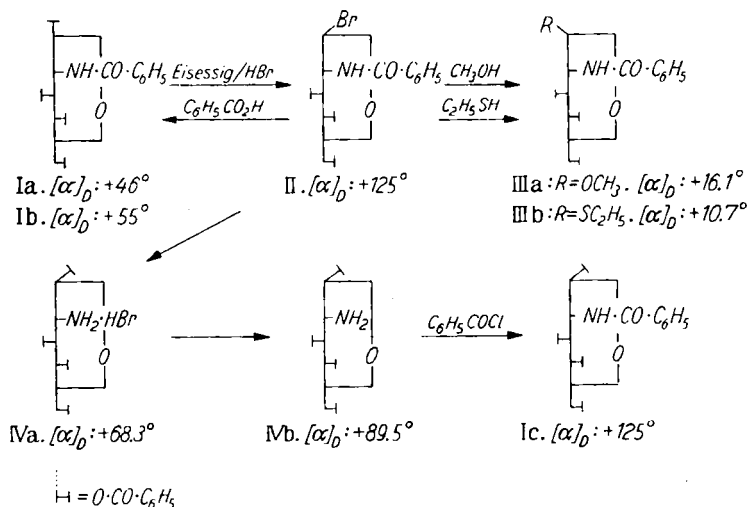 Br
R
NH·CO·C₆H₅
Eisessig/HBr
NH·CO·C₆H₅
CH₃OH
NH·CO·C₆H₅
O
C₆H₅CO₂H
O
C₂H₅SH
O
Ia. [α]D: +46°
Ib. [α]D: +55°
II. [α]D: +125°
IIIa: R=OCH₃. [α]D: +16.1°
IIIb: R=SC₂H₅. [α]D: +10.7°
NH₂·HBr
NH₂
C₆H₅COCl
NH·CO·C₆H₅
O
O
O
IVa. [α]D: +68.3°
IVb. [α]D: +89.5°
Ic. [α]D: +125°
= O·CO·C₆H₅